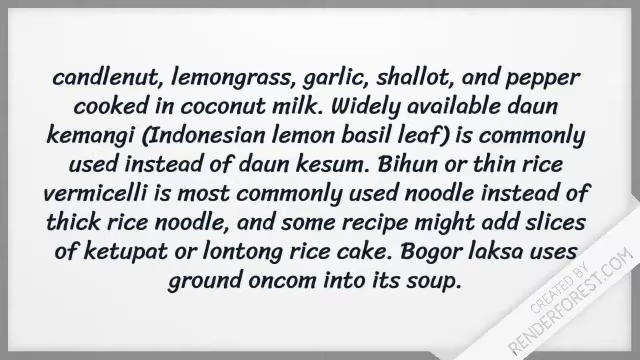 candlenut, lemongrass, garlic, shallot, and pepper
cooked in coconut milk. Widely available daun
kemangi (Indonesian lemon basil leaf) is commonly
used instead of daun kesum. Bihun or thin rice
vermicelli is most commonly used noodle instead of
thick rice noodle, and some recipe might add slices
of ketupat or lontong rice cake. Bogor laksa uses
ground oncom into its soup.
CREATED BY
RENDERFOREST.COM